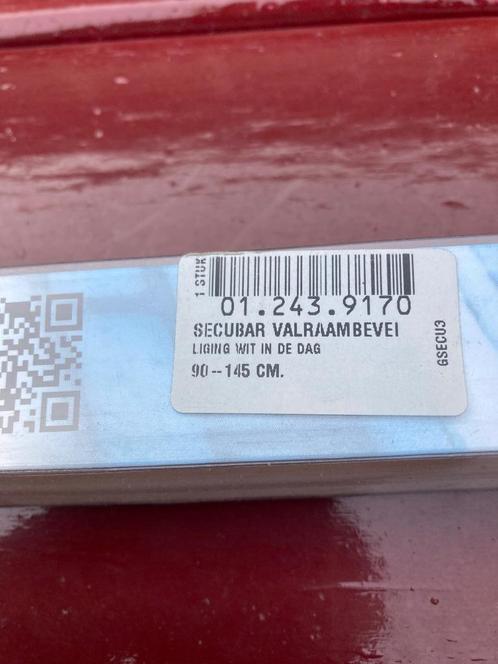 1 STUK
01.243.9170
SECUBAR VALRAAMBEVEI
LIGING WIT IN DE DAG
90--145 CM.
GSECU3